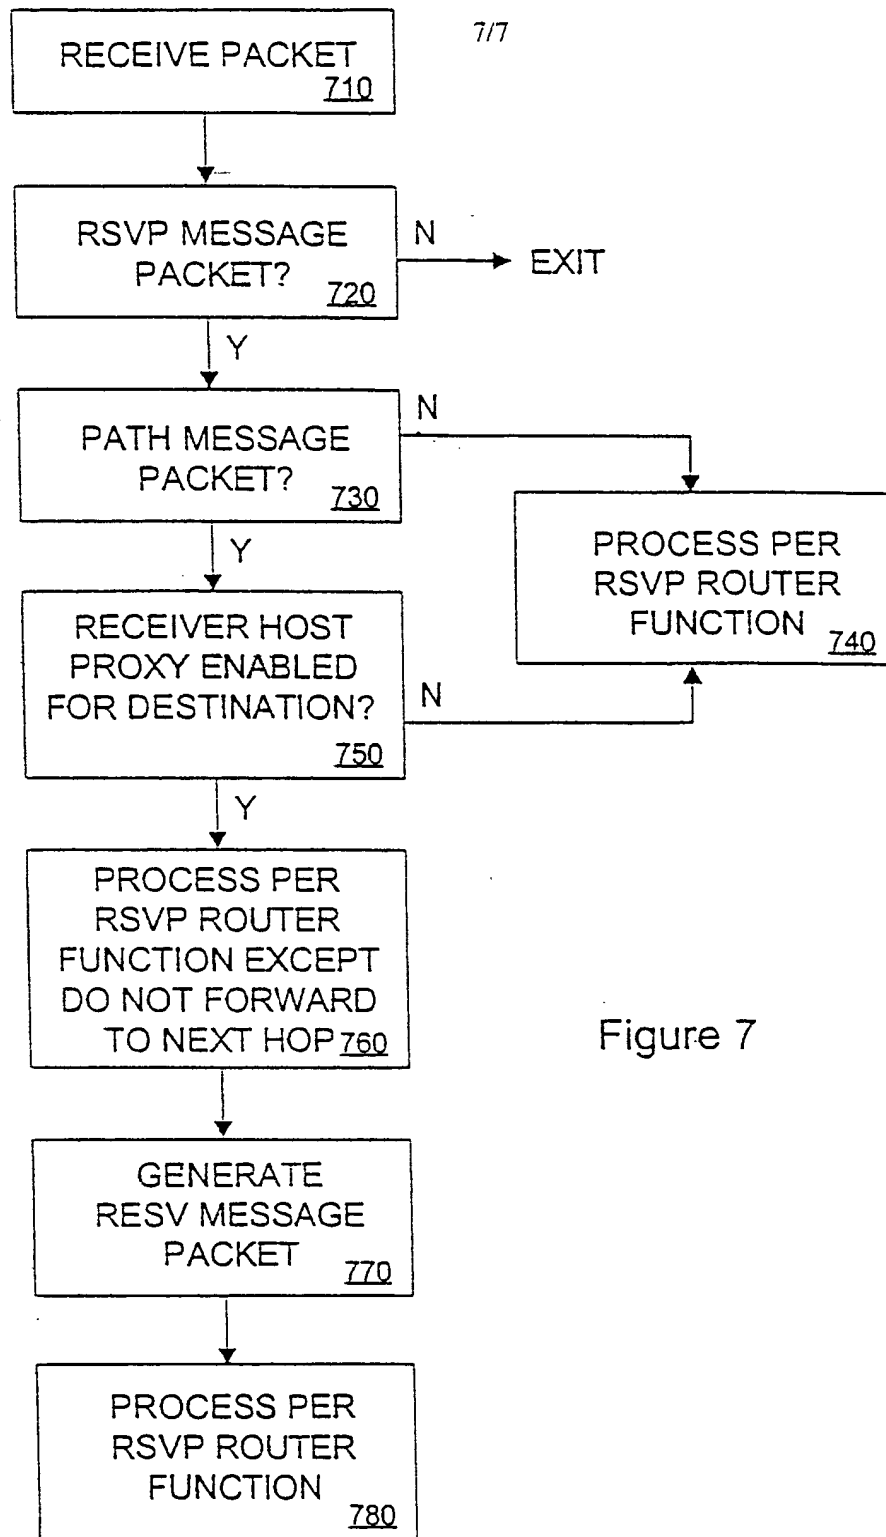 7/7
RECEIVE PACKET
710
RSVP MESSAGE
PACKET?
720
N
EXIT
Y
PATH MESSAGE
PACKET?
730
N
Y
PROCESS PER
RSVP ROUTER
FUNCTION
740
RECEIVER HOST
PROXY ENABLED
FOR DESTINATION?
750
N
Y
PROCESS PER
RSVP ROUTER
FUNCTION EXCEPT
DO NOT FORWARD
TO NEXT HOP 760
Figure 7
GENERATE
RESV MESSAGE
PACKET
770
PROCESS PER
RSVP ROUTER
FUNCTION
780